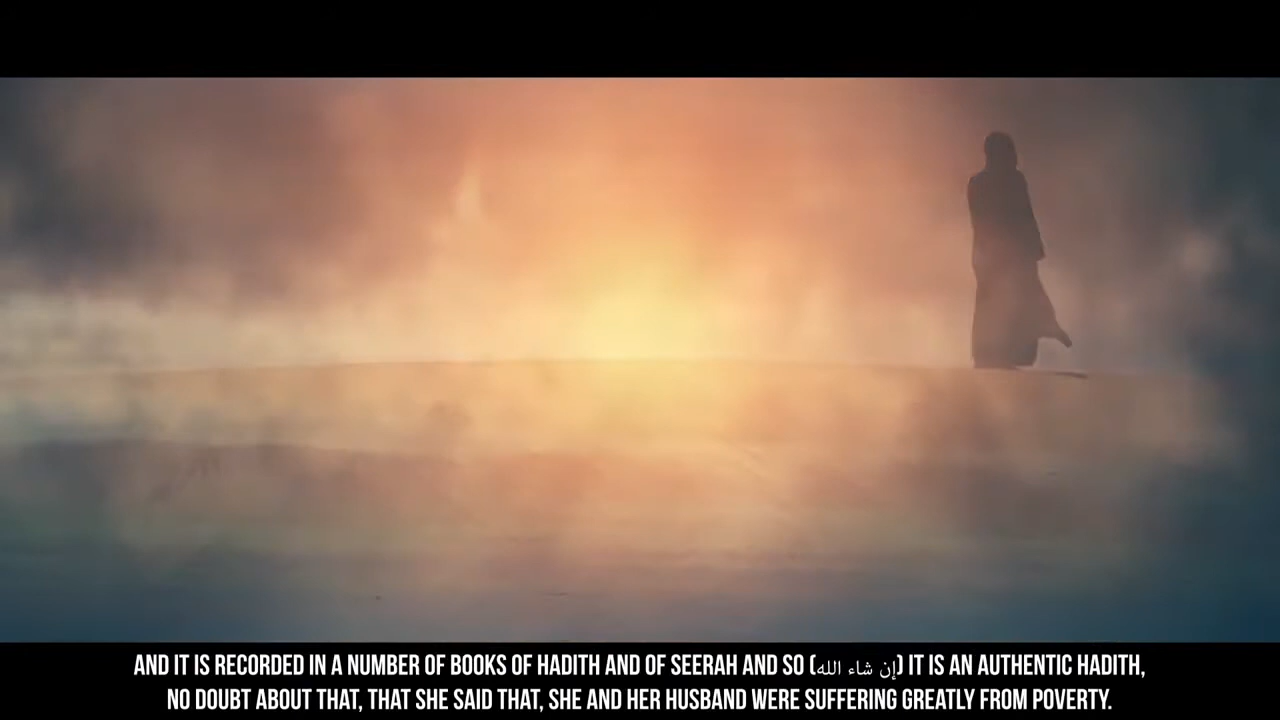 AND IT IS RECORDED IN A NUMBER OF BOOKS OF HADITH AND OF SEERAH AND SO (إن شاء الله) IT IS AN AUTHENTIC HADITH,
NO DOUBT ABOUT THAT, THAT SHE SAID THAT, SHE AND HER HUSBAND WERE SUFFERING GREATLY FROM POVERTY.